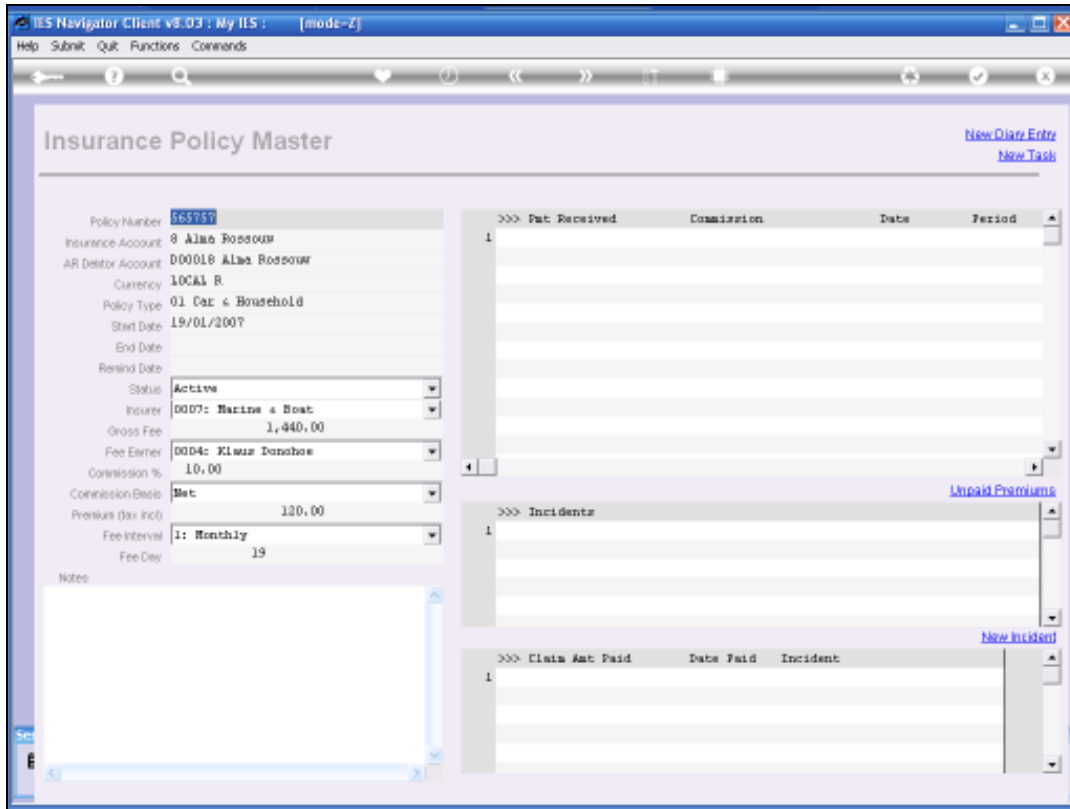 IES Navigator Client v8.03 : My IES : [mode=Z]
Help Submit Quit Functions Commands
Insurance Policy Master
New Diary Entry
New Task
Policy Number 565757
Insurance Account 8 Alma Rossouw
AR Debtor Account D00018 Alma Rossouw
Currency LOCAL R
Policy Type 01 Car & Household
Start Date 19/01/2007
End Date
Remind Date
Status Active
Insurer 0007: Marine & Boat
Gross Fee 1,440.00
Fee Earner 0004: Klaus Donohoe
Commission % 10.00
Commission Basis Net
Premium (tax incl) 120.00
Fee Interval 1: Monthly
Fee Day 19
Notes
>>> Pmt Received Commission Date Period
1
Unpaid Premiums
>>> Incidents
1
New Incident
>>> Claim Amt Paid Date Paid Incident
1